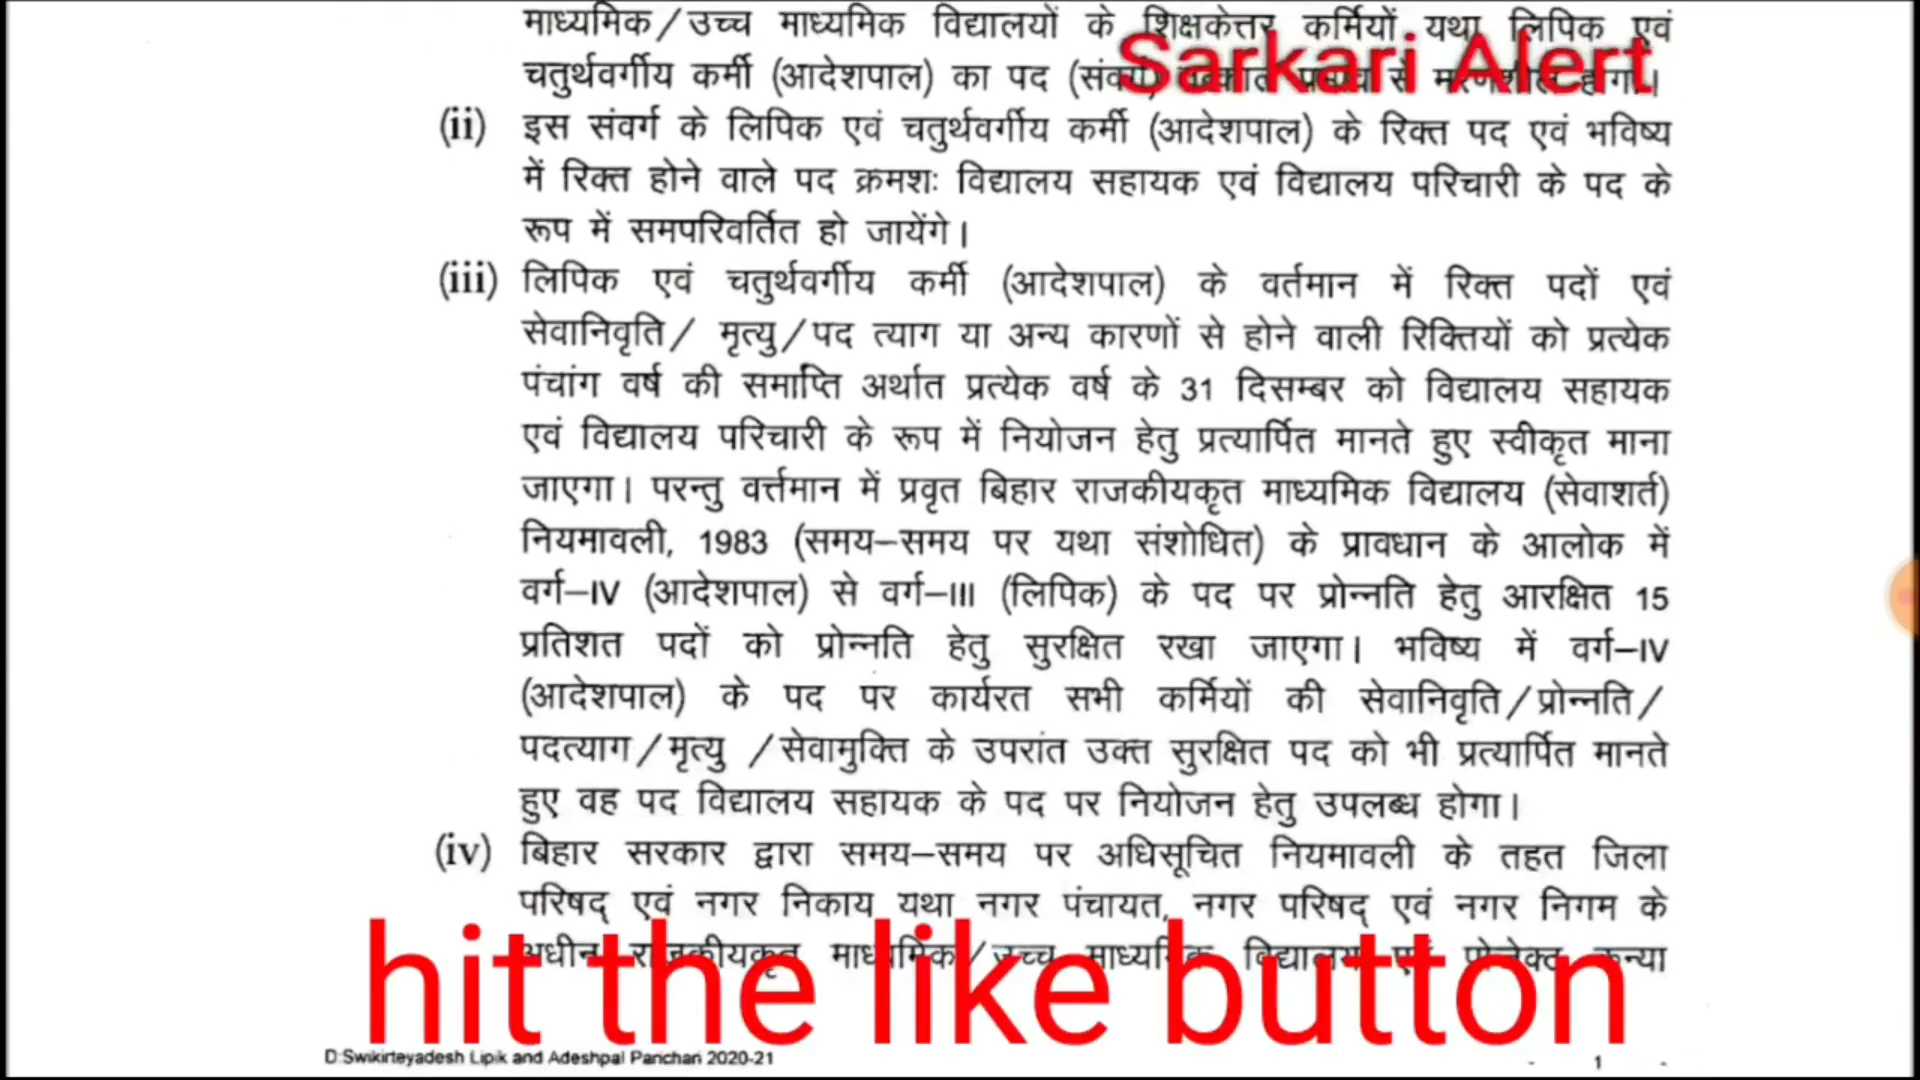 माध्यमिक/उच्च माध्यमिक विद्यालयों के शिक्षकेत्तर कर्मियों यथा लिपिक एवं
Sarkari Alert
चतुर्थवर्गीय कर्मी (आदेशपाल) का पद (संवर्ग) से मरणशील होगा।
(ii) इस संवर्ग के लिपिक एवं चतुर्थवर्गीय कर्मी (आदेशपाल) के रिक्त पद एवं भविष्य
में रिक्त होने वाले पद क्रमशः विद्यालय सहायक एवं विद्यालय परिचारी के पद के
रूप में समपरिवर्तित हो जायेंगे।
(iii) लिपिक एवं चतुर्थवर्गीय कर्मी (आदेशपाल) के वर्तमान में रिक्त पदों एवं
सेवानिवृति/ मृत्यु/पद त्याग या अन्य कारणों से होने वाली रिक्तियों को प्रत्येक
पंचांग वर्ष की समाप्ति अर्थात प्रत्येक वर्ष के 31 दिसम्बर को विद्यालय सहायक
एवं विद्यालय परिचारी के रूप में नियोजन हेतु प्रत्यार्पित मानते हुए स्वीकृत माना
जाएगा। परन्तु वर्त्तमान में प्रवृत बिहार राजकीयकृत माध्यमिक विद्यालय (सेवाशर्त)
नियमावली, 1983 (समय–समय पर यथा संशोधित) के प्रावधान के आलोक में
वर्ग–IV (आदेशपाल) से वर्ग–III (लिपिक) के पद पर प्रोन्नति हेतु आरक्षित 15
प्रतिशत पदों को प्रोन्नति हेतु सुरक्षित रखा जाएगा। भविष्य में वर्ग–IV
(आदेशपाल) के पद पर कार्यरत सभी कर्मियों की सेवानिवृति/प्रोन्नति/
पदत्याग/मृत्यु /सेवामुक्ति के उपरांत उक्त सुरक्षित पद को भी प्रत्यार्पित मानते
हुए वह पद विद्यालय सहायक के पद पर नियोजन हेतु उपलब्ध होगा।
(iv) बिहार सरकार द्वारा समय–समय पर अधिसूचित नियमावली के तहत जिला
परिषद् एवं नगर निकाय यथा नगर पंचायत, नगर परिषद् एवं नगर निगम के
अधीन राजकीयकृत माध्यमिक/उच्च माध्यमिक विद्यालय एवं प्रोजेक्ट कन्या
hit the like button
D:Swikirteyadesh Lipik and Adeshpal Parichari 2020-21 1